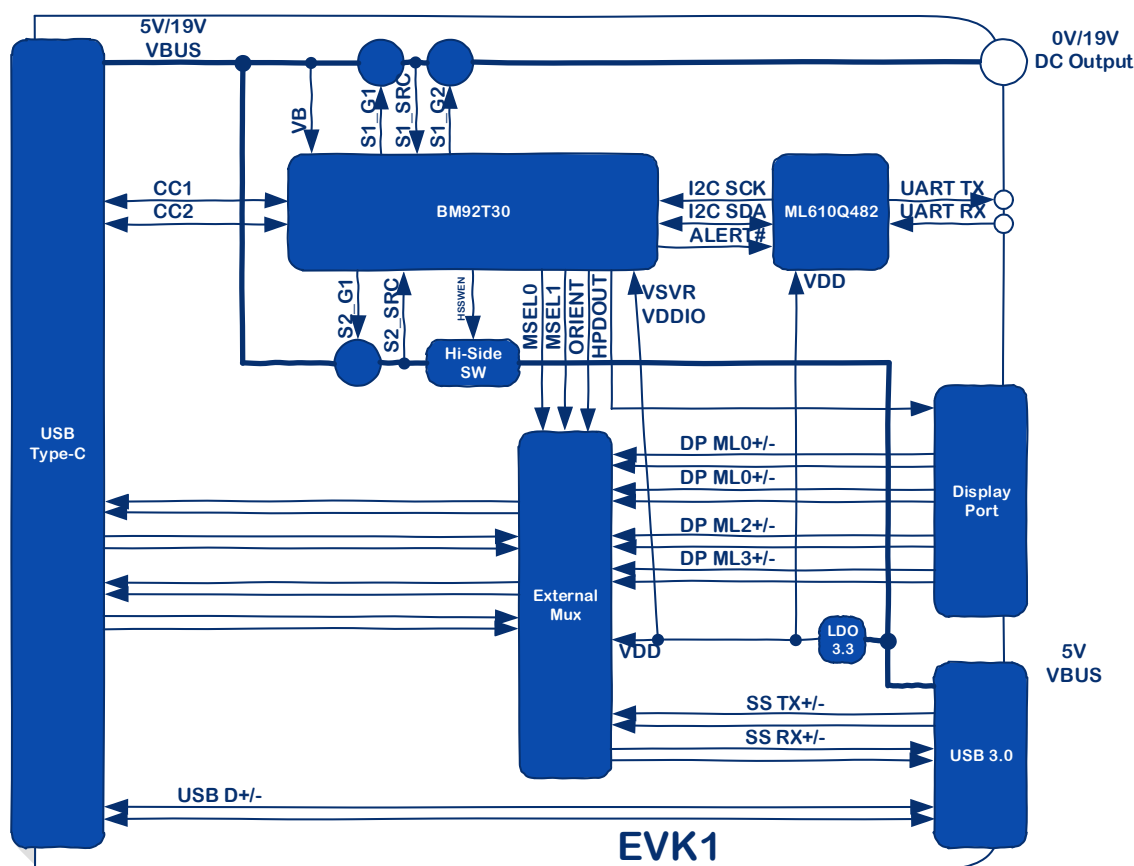 5V/19V
VBUS
0V/19V
DC Output
VB
S1_G1
S1_SRC
S1_G2
CC1
CC2
BM92T30
I2C SCK
I2C SDA
ALERT#
ML610Q482
UART TX
UART RX
S2_G1
S2_SRC
HSSWEN
MSEL0
MSEL1
ORIENT
HPDOUT
VSVR
VDDIO
VDD
Hi-Side
SW
USB
Type-C
DP ML0+/-
DP ML0+/-
DP ML2+/-
DP ML3+/-
Display
Port
External
Mux
VDD
LDO
3.3
5V
VBUS
SS TX+/-
SS RX+/-
USB 3.0
USB D+/-
EVK1